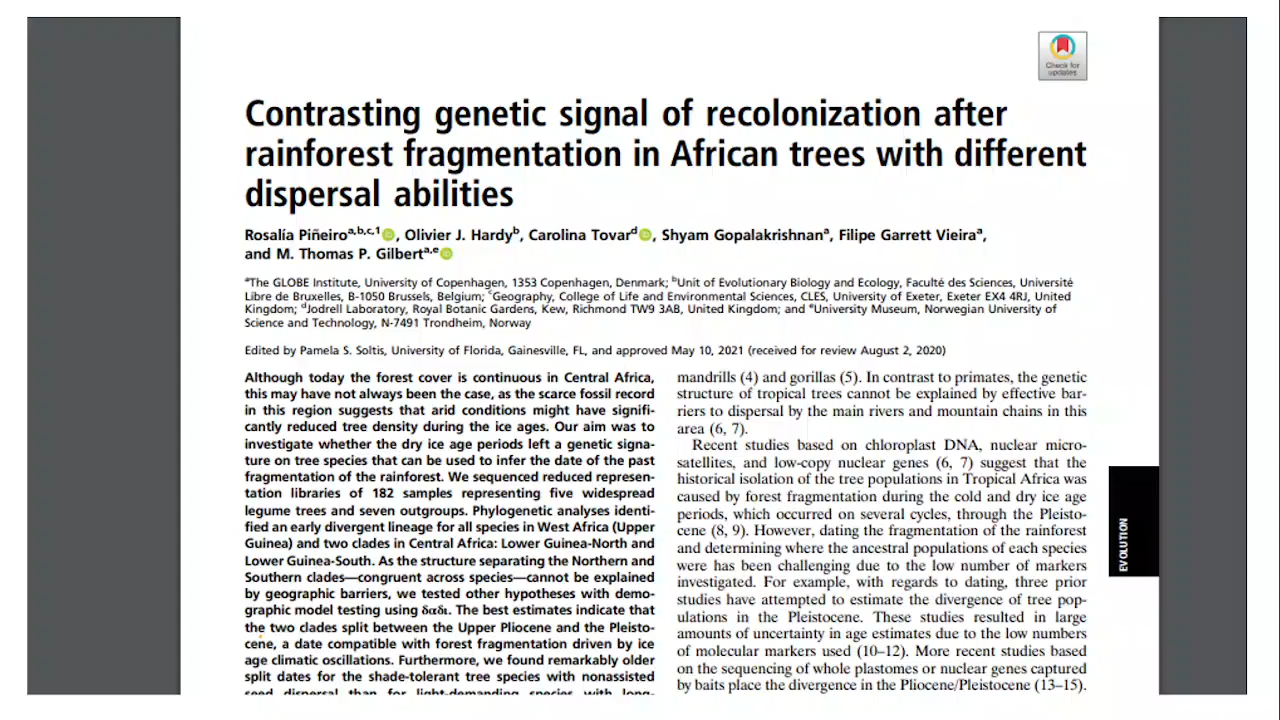 Check for
updates
Contrasting genetic signal of recolonization after
rainforest fragmentation in African trees with different
dispersal abilities
Rosalía Piñeiroa,b,c,1, Olivier J. Hardyb, Carolina Tovard, Shyam Gopalakrishnana, Filipe Garrett Vieiraa,
and M. Thomas P. Gilberta,e
aThe GLOBE Institute, University of Copenhagen, 1353 Copenhagen, Denmark; bUnit of Evolutionary Biology and Ecology, Faculté des Sciences, Université
Libre de Bruxelles, B-1050 Brussels, Belgium; cGeography, College of Life and Environmental Sciences, CLES, University of Exeter, Exeter EX4 4RJ, United
Kingdom; dJodrell Laboratory, Royal Botanic Gardens, Kew, Richmond TW9 3AB, United Kingdom; and eUniversity Museum, Norwegian University of
Science and Technology, N-7491 Trondheim, Norway
Edited by Pamela S. Soltis, University of Florida, Gainesville, FL, and approved May 10, 2021 (received for review August 2, 2020)
Although today the forest cover is continuous in Central Africa,
this may have not always been the case, as the scarce fossil record
in this region suggests that arid conditions might have signifi-
cantly reduced tree density during the ice ages. Our aim was to
investigate whether the dry ice age periods left a genetic signa-
ture on tree species that can be used to infer the date of the past
fragmentation of the rainforest. We sequenced reduced represen-
tation libraries of 182 samples representing five widespread
legume trees and seven outgroups. Phylogenetic analyses identi-
fied an early divergent lineage for all species in West Africa (Upper
Guinea) and two clades in Central Africa: Lower Guinea-North and
Lower Guinea-South. As the structure separating the Northern and
Southern clades—congruent across species—cannot be explained
by geographic barriers, we tested other hypotheses with demo-
graphic model testing using δαδι. The best estimates indicate that
the two clades split between the Upper Pliocene and the Pleisto-
cene, a date compatible with forest fragmentation driven by ice
age climatic oscillations. Furthermore, we found remarkably older
split dates for the shade-tolerant tree species with nonassisted
seed dispersal than for light-demanding species with long-
mandrills (4) and gorillas (5). In contrast to primates, the genetic
structure of tropical trees cannot be explained by effective bar-
riers to dispersal by the main rivers and mountain chains in this
area (6, 7).
Recent studies based on chloroplast DNA, nuclear micro-
satellites, and low-copy nuclear genes (6, 7) suggest that the
historical isolation of the tree populations in Tropical Africa was
caused by forest fragmentation during the cold and dry ice age
periods, which occurred on several cycles, through the Pleisto-
cene (8, 9). However, dating the fragmentation of the rainforest
and determining where the ancestral populations of each species
were has been challenging due to the low number of markers
investigated. For example, with regards to dating, three prior
studies have attempted to estimate the divergence of tree pop-
ulations in the Pleistocene. These studies resulted in large
amounts of uncertainty in age estimates due to the low numbers
of molecular markers used (10–12). More recent studies based
on the sequencing of whole plastomes or nuclear genes captured
by baits place the divergence in the Pliocene/Pleistocene (13–15).
EVOLUTION